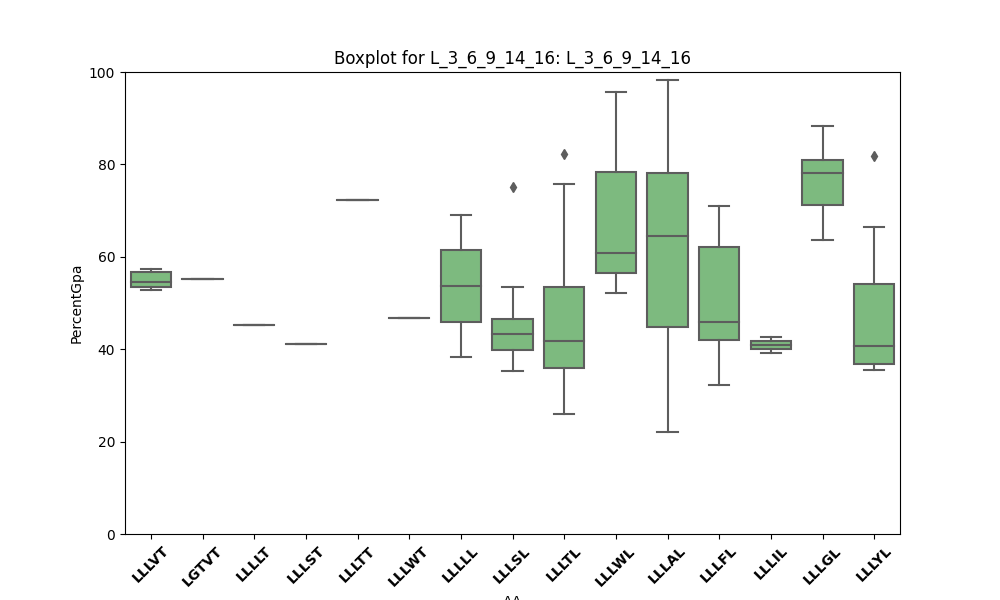 Boxplot for L_3_6_9_14_16: L_3_6_9_14_16
100
80
60
40
20
0
PercentGpa
LLLVT LGTVT LLLLT LLLST LLLTT LLLWT LLLLL LLLSL LLLTL LLLWL LLLAL LLLFL LLLIL LLLGL LLLYL